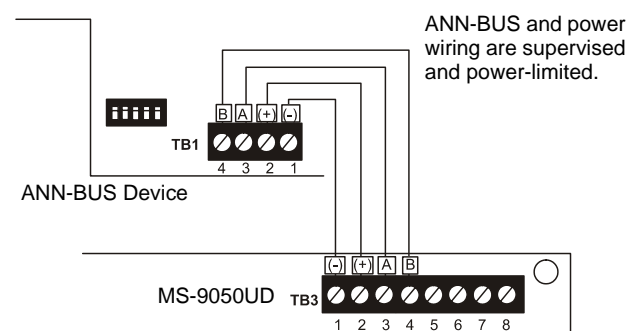 ANN-BUS and power
wiring are supervised
and power-limited.
B A (+) (-)
TB1
4 3 2 1
ANN-BUS Device
(-) (+) A B
MS-9050UD TB3
1 2 3 4 5 6 7 8